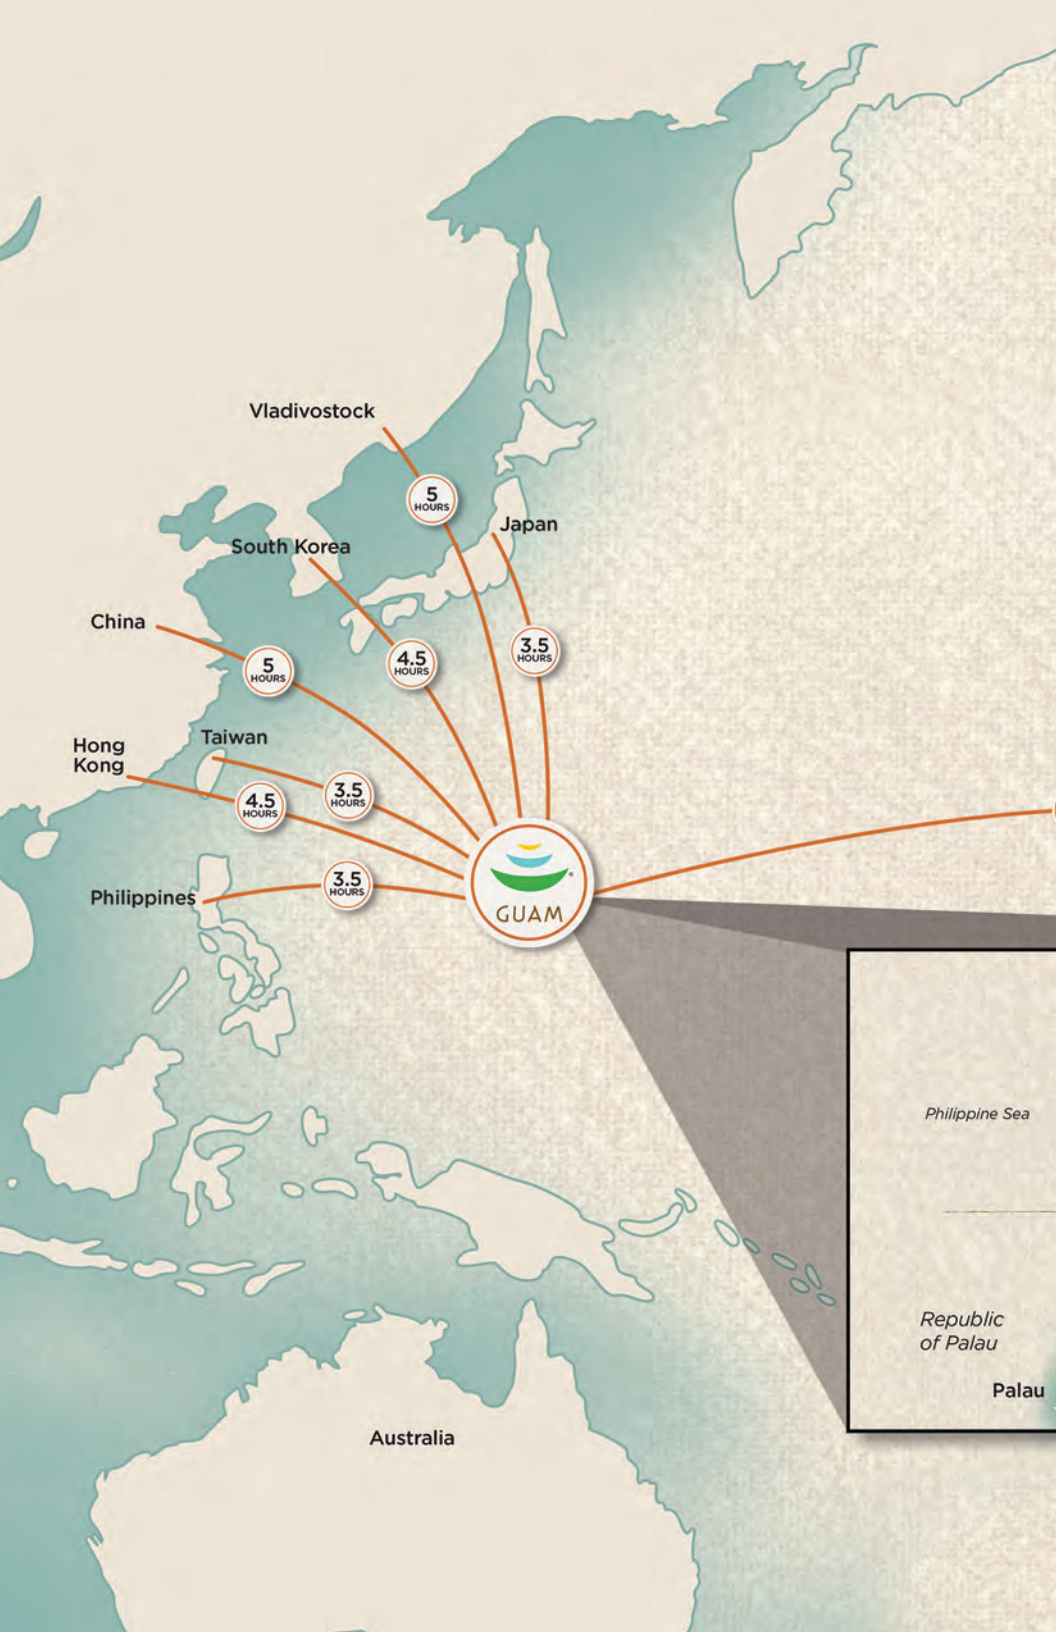 Vladivostock
5
HOURS
Japan
South Korea
China
4.5
HOURS
3.5
HOURS
5
HOURS
Taiwan
Hong
Kong
3.5
HOURS
4.5
HOURS
3.5
HOURS
Philippines
GUAM
Philippine Sea
Republic
of Palau
Palau
Australia